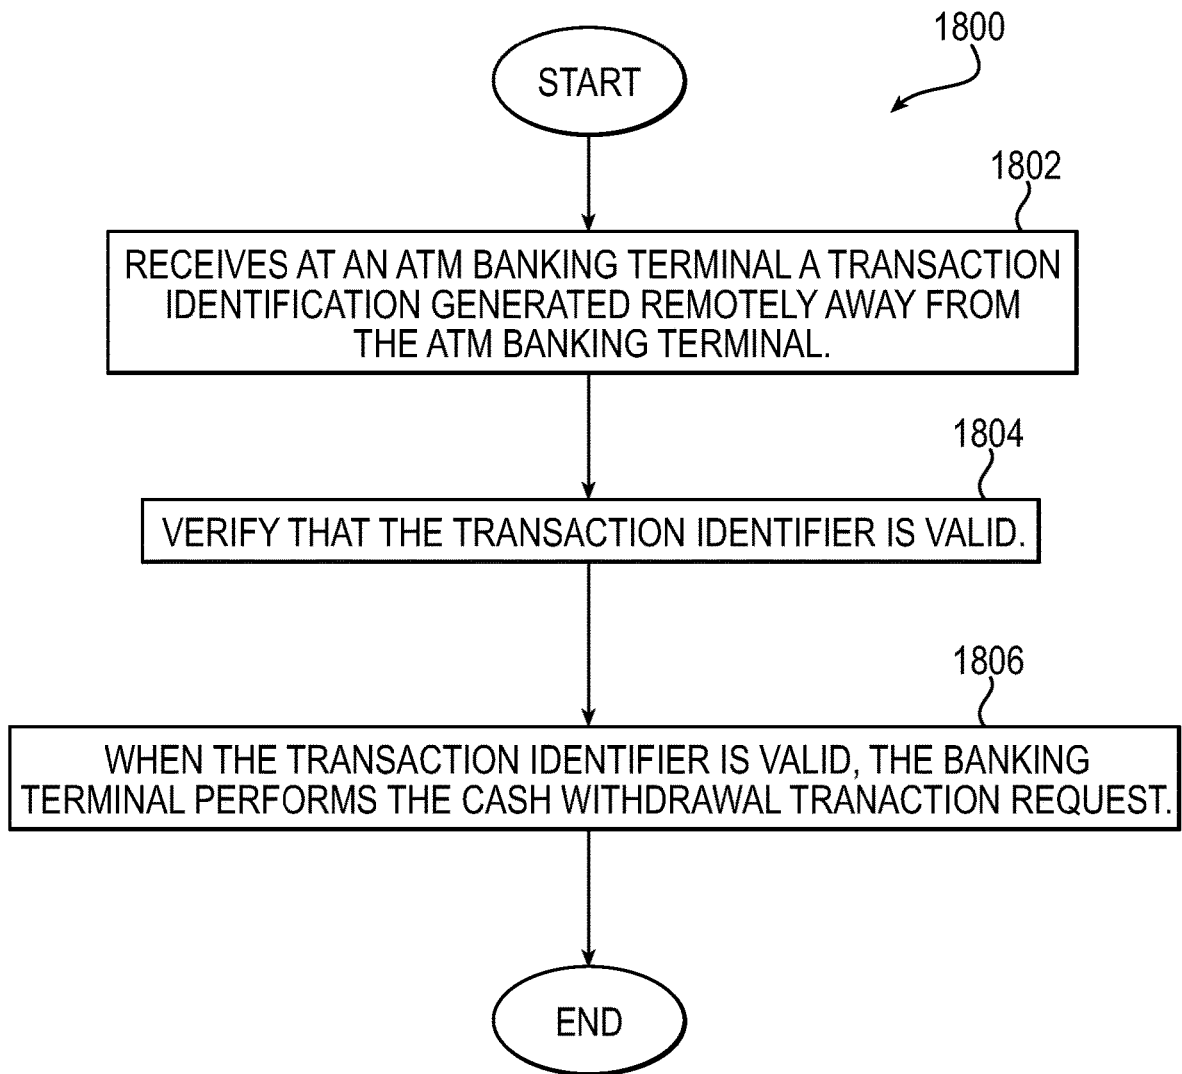 1800
START
1802
RECEIVES AT AN ATM BANKING TERMINAL A TRANSACTION
IDENTIFICATION GENERATED REMOTELY AWAY FROM
THE ATM BANKING TERMINAL.
1804
VERIFY THAT THE TRANSACTION IDENTIFIER IS VALID.
1806
WHEN THE TRANSACTION IDENTIFIER IS VALID, THE BANKING
TERMINAL PERFORMS THE CASH WITHDRAWAL TRANACTION REQUEST.
END